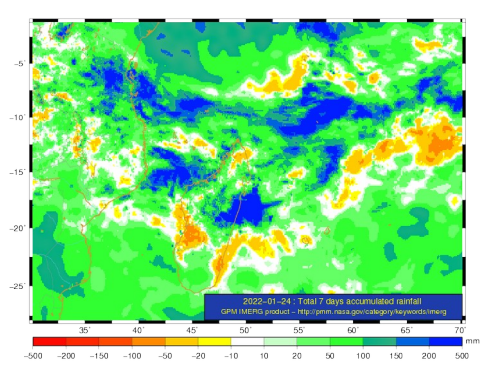 −5
−10
−15
−20
−25
2022−01−24 : Total 7 days accumulated rainfall
GPM IMERG product − http://pmm.nasa.gov/category/keywords/imerg
35 40 45 50 55 60 65 70
mm
−500 −200 −150 −100 −50 −20 −10 10 20 50 100 150 200 500